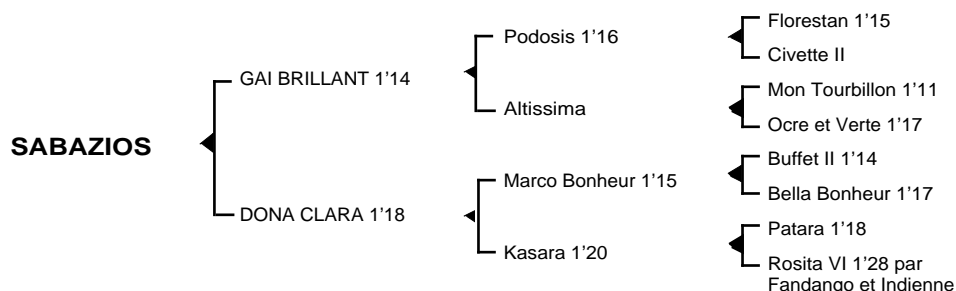 SABAZIOS
GAI BRILLANT 1’14
DONA CLARA 1’18
Podosis 1’16
Altissima
Marco Bonheur 1’15
Kasara 1’20
Florestan 1’15
Civette II
Mon Tourbillon 1’11
Ocre et Verte 1’17
Buffet II 1’14
Bella Bonheur 1’17
Patara 1’18
Rosita VI 1’28 par
Fandango et Indienne